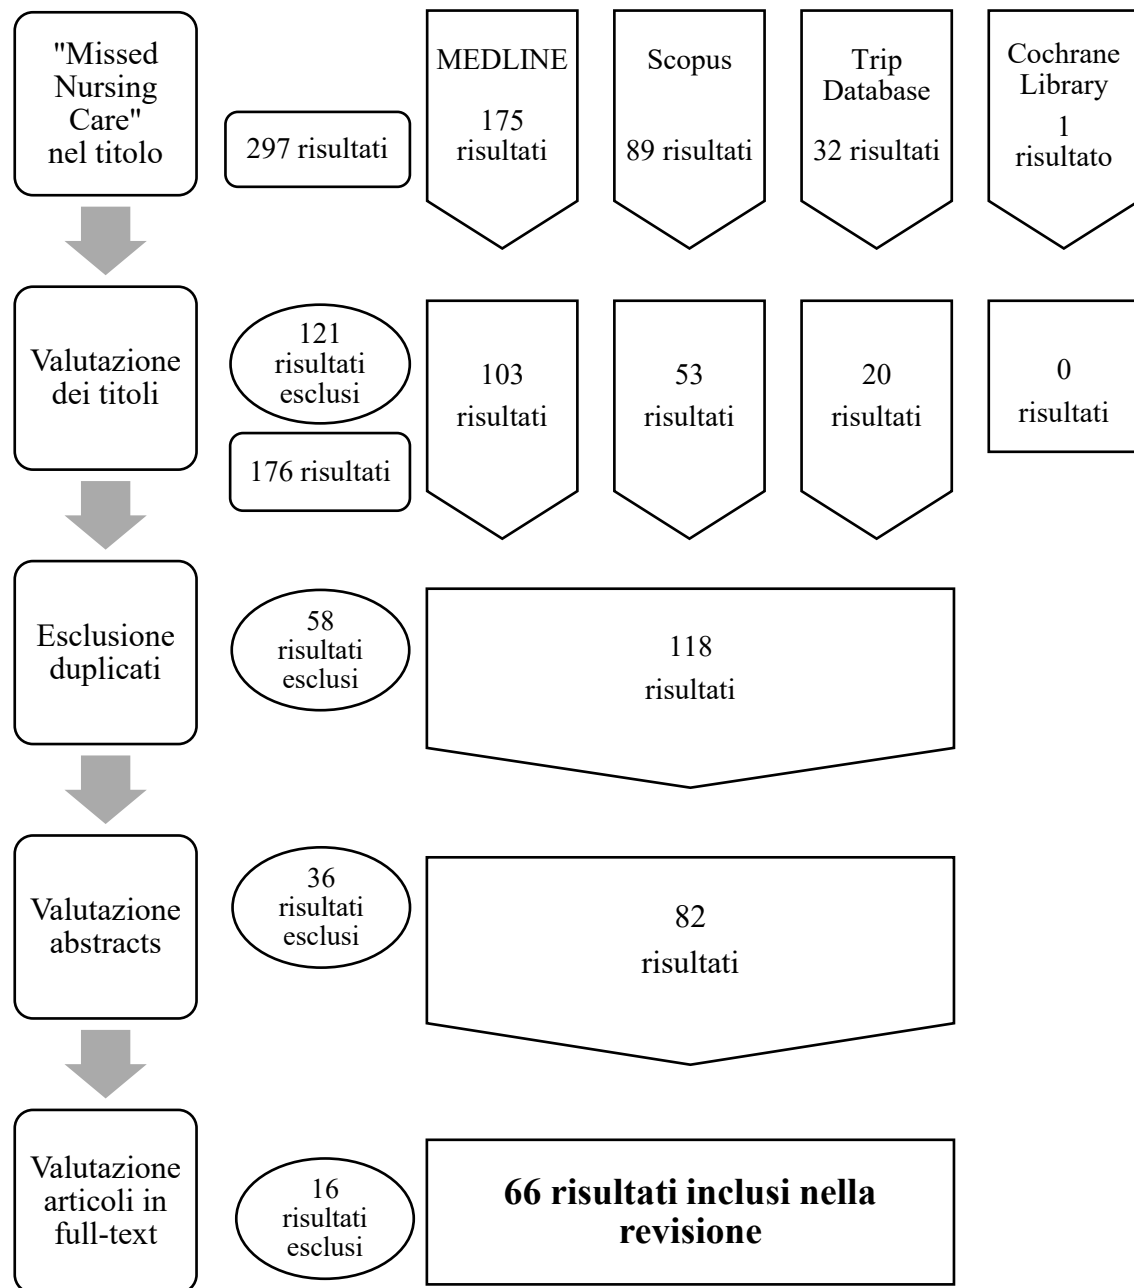 "Missed
Nursing
Care"
nel titolo
297 risultati
MEDLINE
175
risultati
Scopus
89 risultati
Trip
Database
32 risultati
Cochrane
Library
1
risultato
Valutazione
dei titoli
121
risultati
esclusi
176 risultati
103
risultati
53
risultati
20
risultati
0
risultati
Esclusione
duplicati
58
risultati
esclusi
118
risultati
Valutazione
abstracts
36
risultati
esclusi
82
risultati
Valutazione
articoli in
full-text
16
risultati
esclusi
66 risultati inclusi nella
revisione